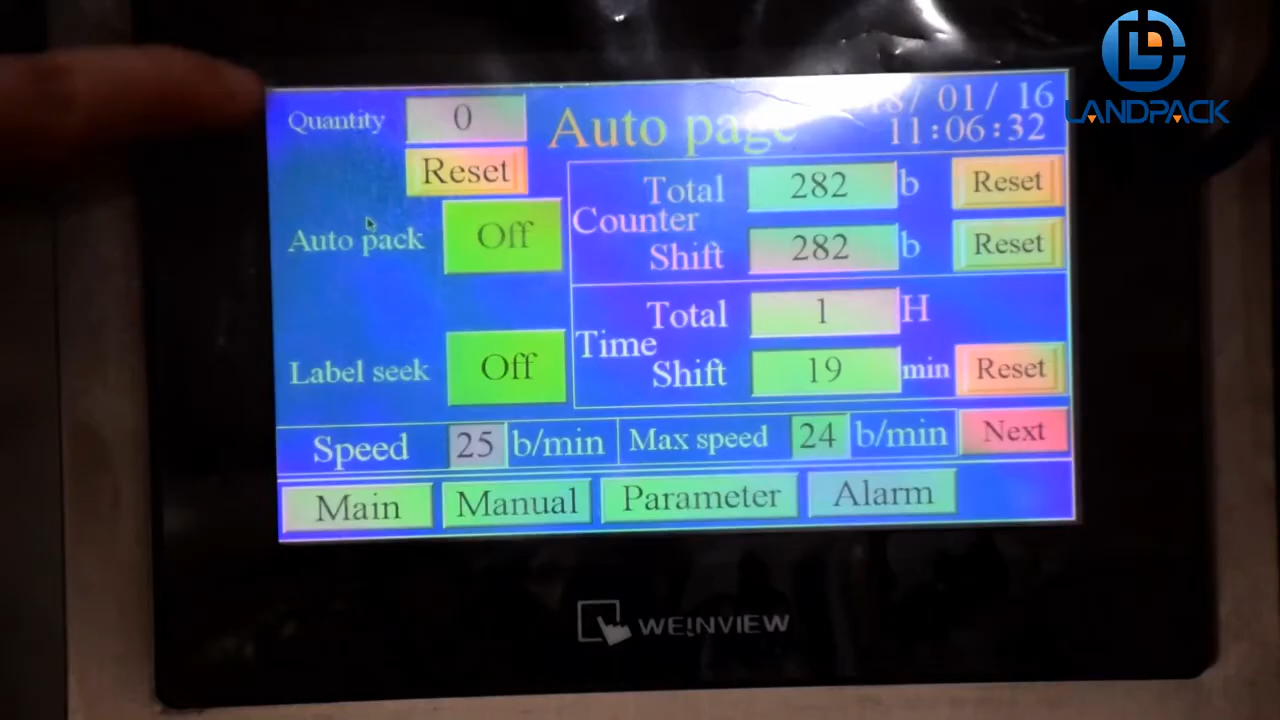 Quantity 0 Auto page 8/ 01/ 16
11:06:32
Reset
Total 282 b Reset
Auto pack Off
Counter
Shift 282 b Reset
Total 1 H
Time
Label seek Off
Shift 19 min Reset
Speed 25 b/min Max speed 24 b/min Next
Main Manual Parameter Alarm
WEINVIEW
LANDPACK